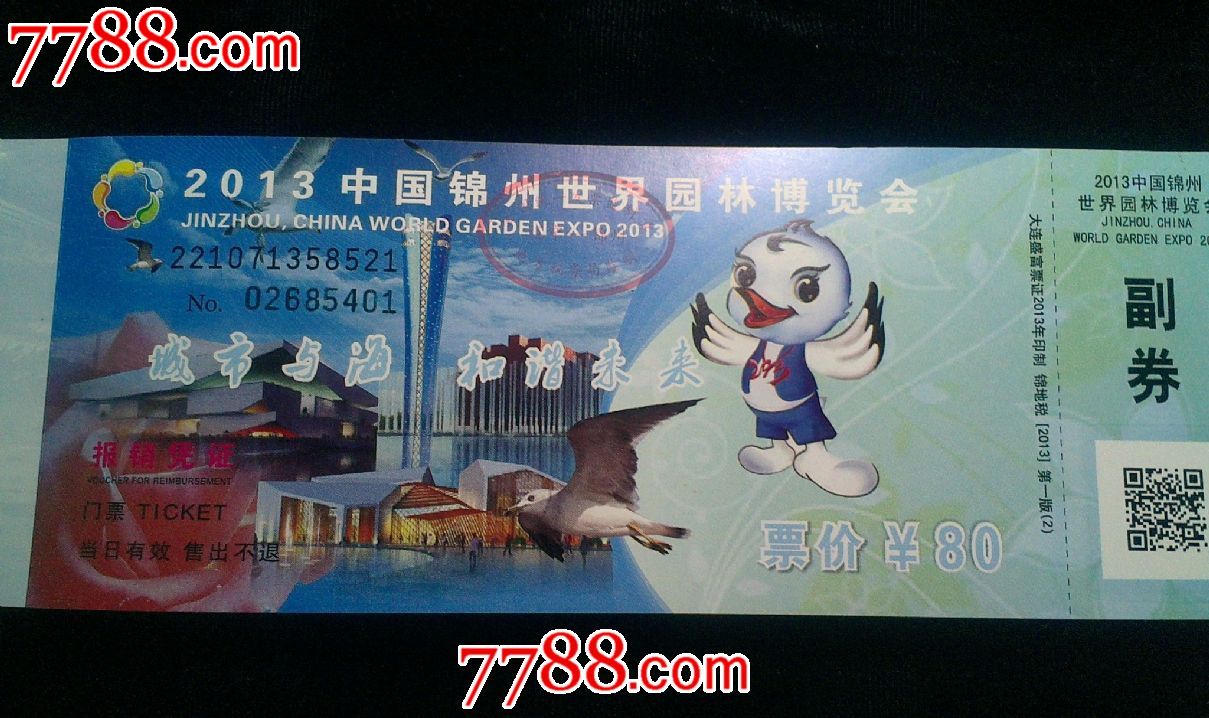 7788.com
2013中国锦州世界园林博览会
JINZHOU, CHINA WORLD GARDEN EXPO 2013
221071358521
No. 02685401
城市与海 和谐未来
报销凭证
VOUCHER FOR REIMBURSEMENT
门票 TICKET
当日有效 售出不退
票价 ¥80
大连盛富票证2013年印制 锦地税[2013]第一版(2)
2013中国锦州
世界园林博览会
JINZHOU, CHINA
WORLD GARDEN EXPO 20
副券
7788.com